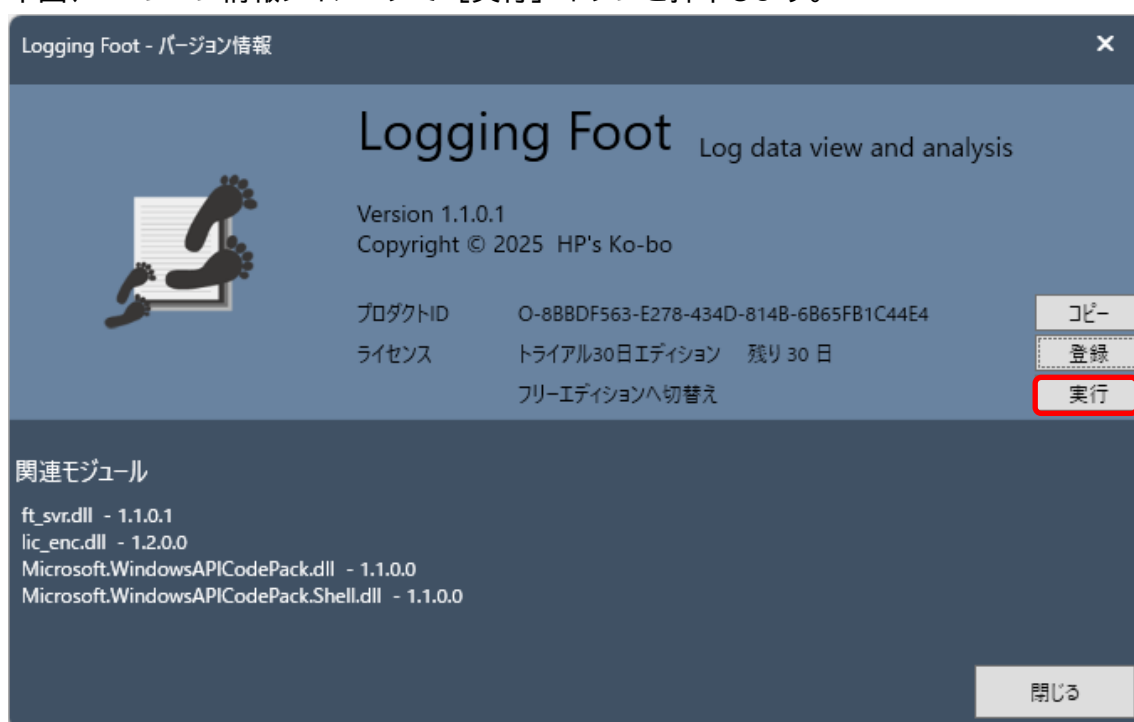 Logging Foot - バージョン情報
Logging Foot Log data view and analysis
Version 1.1.0.1
Copyright © 2025 HP's Ko-bo
プロダクトID O-8BBDF563-E278-434D-814B-6B65FB1C44E4 コピー
ライセンス トライアル30日エディション 残り 30 日 登録
フリーエディションへ切替え 実行
関連モジュール
ft_svr.dll - 1.1.0.1
lic_enc.dll - 1.2.0.0
Microsoft.WindowsAPICodePack.dll - 1.1.0.0
Microsoft.WindowsAPICodePack.Shell.dll - 1.1.0.0
閉じる